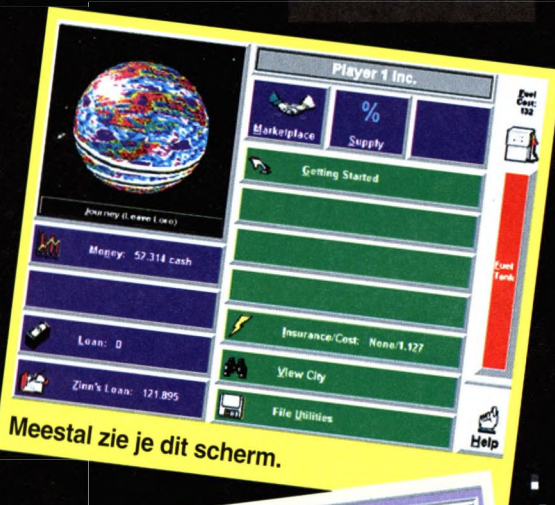 Player 1 Inc.
Marketplace
% Supply
Fuel
Cost:
132
Getting Started
Journey (Leave Loro)
Money: 52.314 cash
Fuel
Tank
Loan: 0
Insurance/Cost: None/1.127
Zinn's Loan: 121.895
View City
File Utilities
Help
Meestal zie je dit scherm.